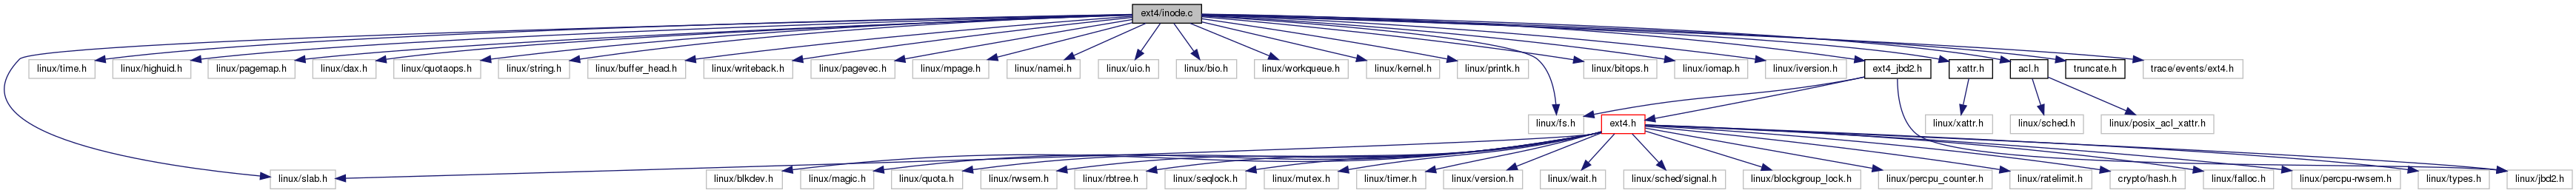 ext4/inode.c
linux/time.h
linux/highuid.h
linux/pagemap.h
linux/dax.h
linux/quotaops.h
linux/string.h
linux/buffer_head.h
linux/writeback.h
linux/pagevec.h
linux/mpage.h
linux/namei.h
linux/uio.h
linux/bio.h
linux/workqueue.h
linux/kernel.h
linux/printk.h
linux/bitops.h
linux/iomap.h
linux/iversion.h
ext4_jbd2.h
xattr.h
acl.h
truncate.h
trace/events/ext4.h
linux/fs.h
ext4.h
linux/xattr.h
linux/sched.h
linux/posix_acl_xattr.h
linux/slab.h
linux/blkdev.h
linux/magic.h
linux/quota.h
linux/rwsem.h
linux/rbtree.h
linux/seqlock.h
linux/mutex.h
linux/timer.h
linux/version.h
linux/wait.h
linux/sched/signal.h
linux/blockgroup_lock.h
linux/percpu_counter.h
linux/ratelimit.h
crypto/hash.h
linux/falloc.h
linux/percpu-rwsem.h
linux/types.h
linux/jbd2.h